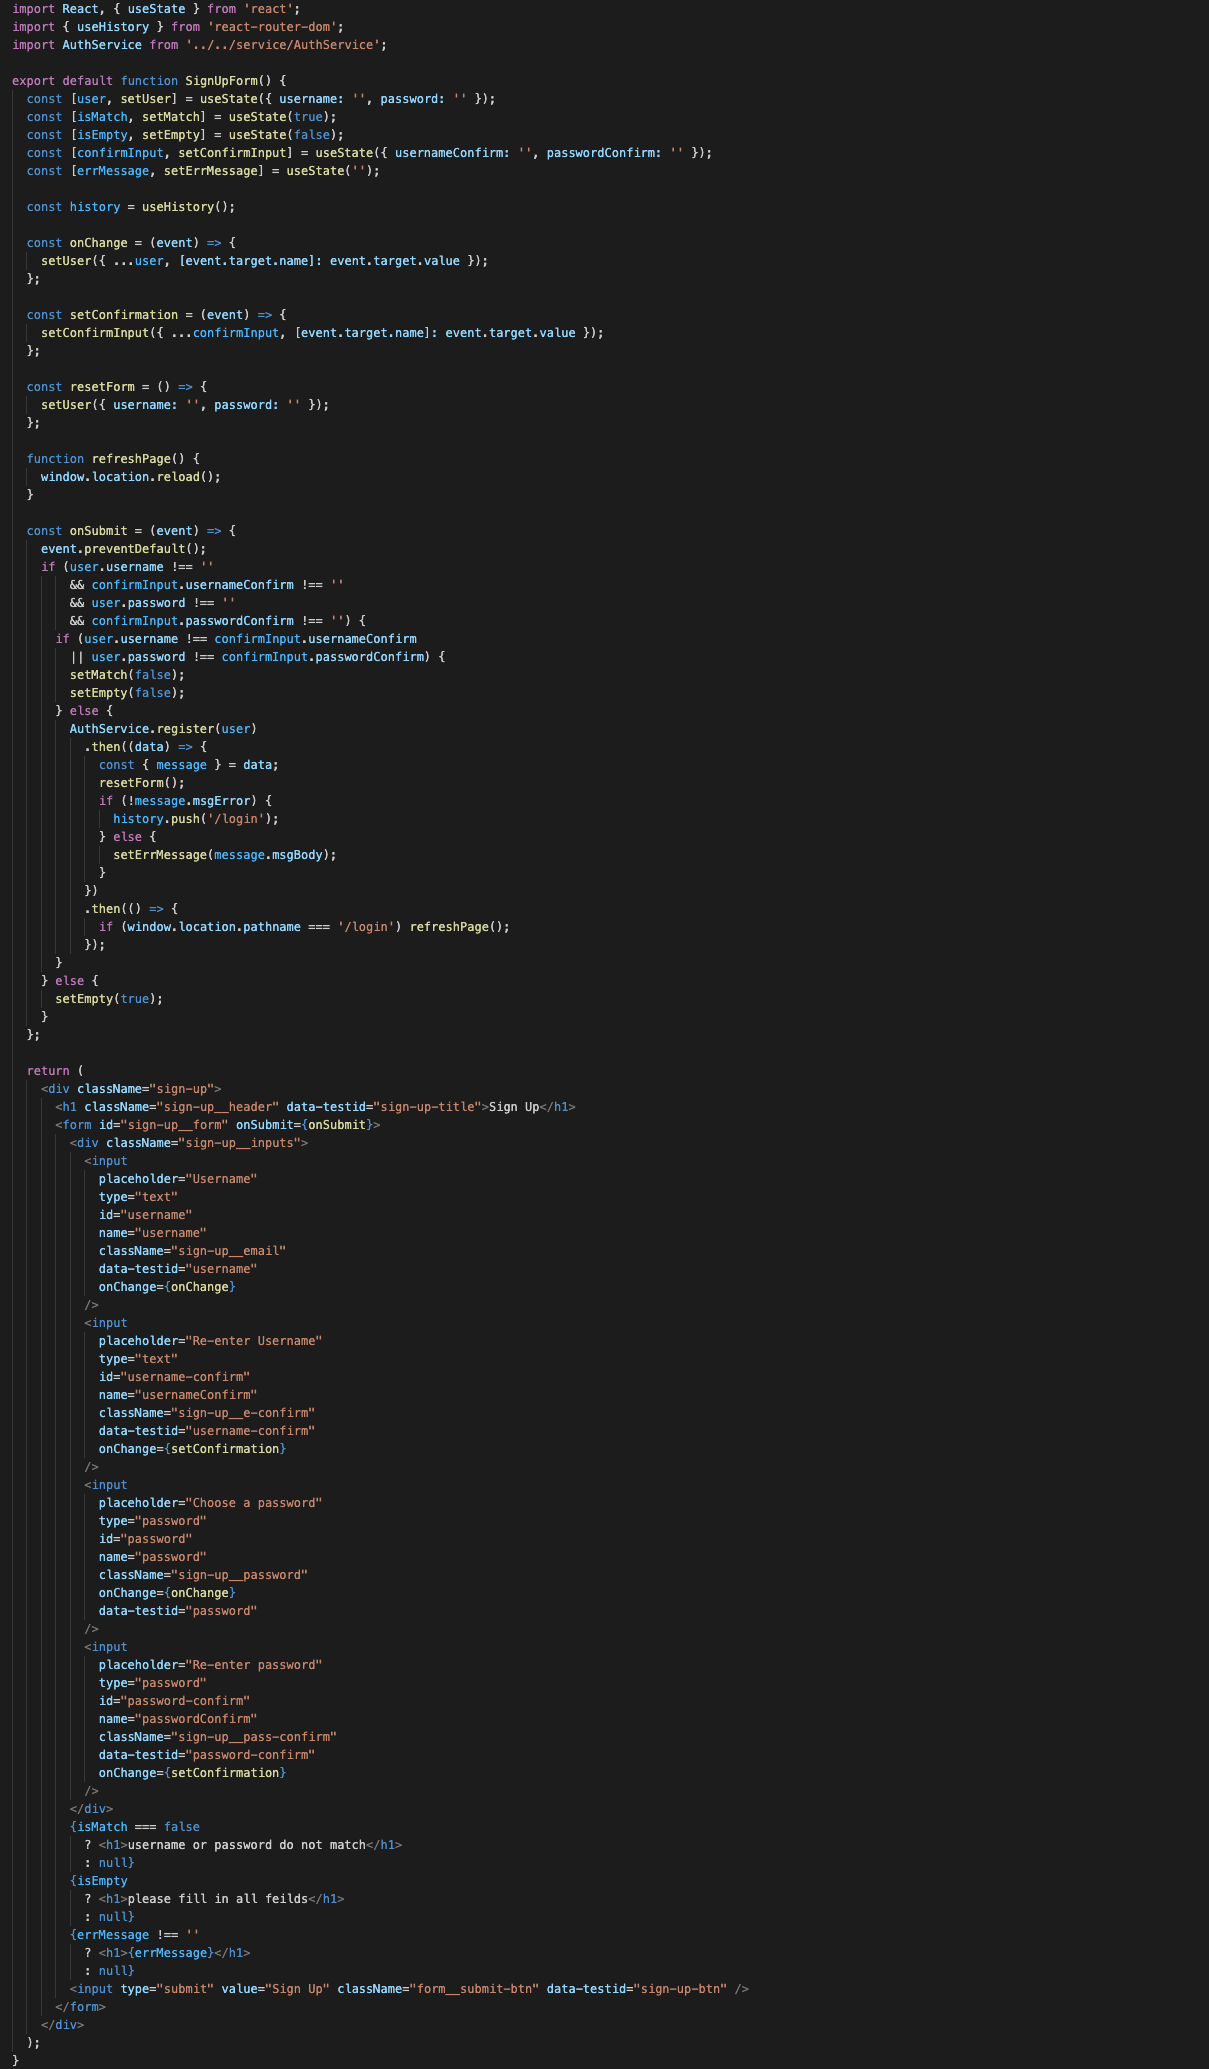 import React, { useState } from 'react';
import { useHistory } from 'react-router-dom';
import AuthService from '../../service/AuthService';

export default function SignUpForm() {
  const [user, setUser] = useState({ username: '', password: '' });
  const [isMatch, setMatch] = useState(true);
  const [isEmpty, setEmpty] = useState(false);
  const [confirmInput, setConfirmInput] = useState({ usernameConfirm: '', passwordConfirm: '' });
  const [errMessage, setErrMessage] = useState('');

  const history = useHistory();

  const onChange = (event) => {
    setUser({ ...user, [event.target.name]: event.target.value });
  };

  const setConfirmation = (event) => {
    setConfirmInput({ ...confirmInput, [event.target.name]: event.target.value });
  };

  const resetForm = () => {
    setUser({ username: '', password: '' });
  };

  function refreshPage() {
    window.location.reload();
  }

  const onSubmit = (event) => {
    event.preventDefault();
    if (user.username !== ''
        && confirmInput.usernameConfirm !== ''
        && user.password !== ''
        && confirmInput.passwordConfirm !== '') {
      if (user.username !== confirmInput.usernameConfirm
        || user.password !== confirmInput.passwordConfirm) {
        setMatch(false);
        setEmpty(false);
      } else {
        AuthService.register(user)
          .then((data) => {
            const { message } = data;
            resetForm();
            if (!message.msgError) {
              history.push('/login');
            } else {
              setErrMessage(message.msgBody);
            }
          })
          .then(() => {
            if (window.location.pathname === '/login') refreshPage();
          });
      }
    } else {
      setEmpty(true);
    }
  };

  return (
    <div className="sign-up">
      <h1 className="sign-up__header" data-testid="sign-up-title">Sign Up</h1>
      <form id="sign-up__form" onSubmit={onSubmit}>
        <div className="sign-up__inputs">
          <input
            placeholder="Username"
            type="text"
            id="username"
            name="username"
            className="sign-up__email"
            data-testid="username"
            onChange={onChange}
          />
          <input
            placeholder="Re-enter Username"
            type="text"
            id="username-confirm"
            name="usernameConfirm"
            className="sign-up__e-confirm"
            data-testid="username-confirm"
            onChange={setConfirmation}
          />
          <input
            placeholder="Choose a password"
            type="password"
            id="password"
            name="password"
            className="sign-up__password"
            onChange={onChange}
            data-testid="password"
          />
          <input
            placeholder="Re-enter password"
            type="password"
            id="password-confirm"
            name="passwordConfirm"
            className="sign-up__pass-confirm"
            data-testid="password-confirm"
            onChange={setConfirmation}
          />
        </div>
        {isMatch === false
          ? <h1>username or password do not match</h1>
          : null}
        {isEmpty
          ? <h1>please fill in all feilds</h1>
          : null}
        {errMessage !== ''
          ? <h1>{errMessage}</h1>
          : null}
        <input type="submit" value="Sign Up" className="form__submit-btn" data-testid="sign-up-btn" />
      </form>
    </div>
  );
}